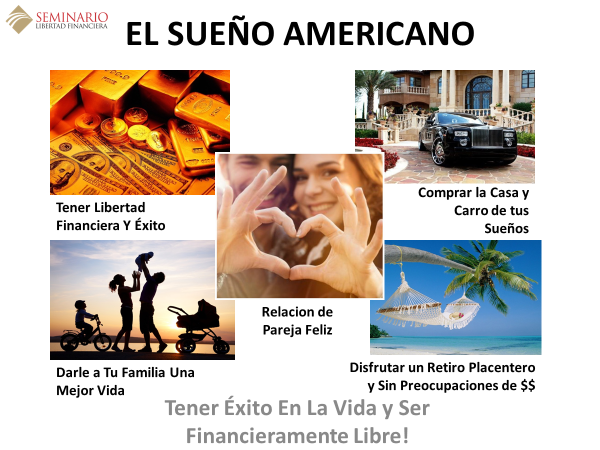 SEMINARIO
LIBERTAD FINANCIERA
EL SUEÑO AMERICANO
Tener Libertad
Financiera Y Éxito
Comprar la Casa y
Carro de tus
Sueños
Relacion de
Pareja Feliz
Darle a Tu Familia Una
Mejor Vida
Disfrutar un Retiro Placentero
y Sin Preocupaciones de $$
Tener Éxito En La Vida y Ser
Financieramente Libre!